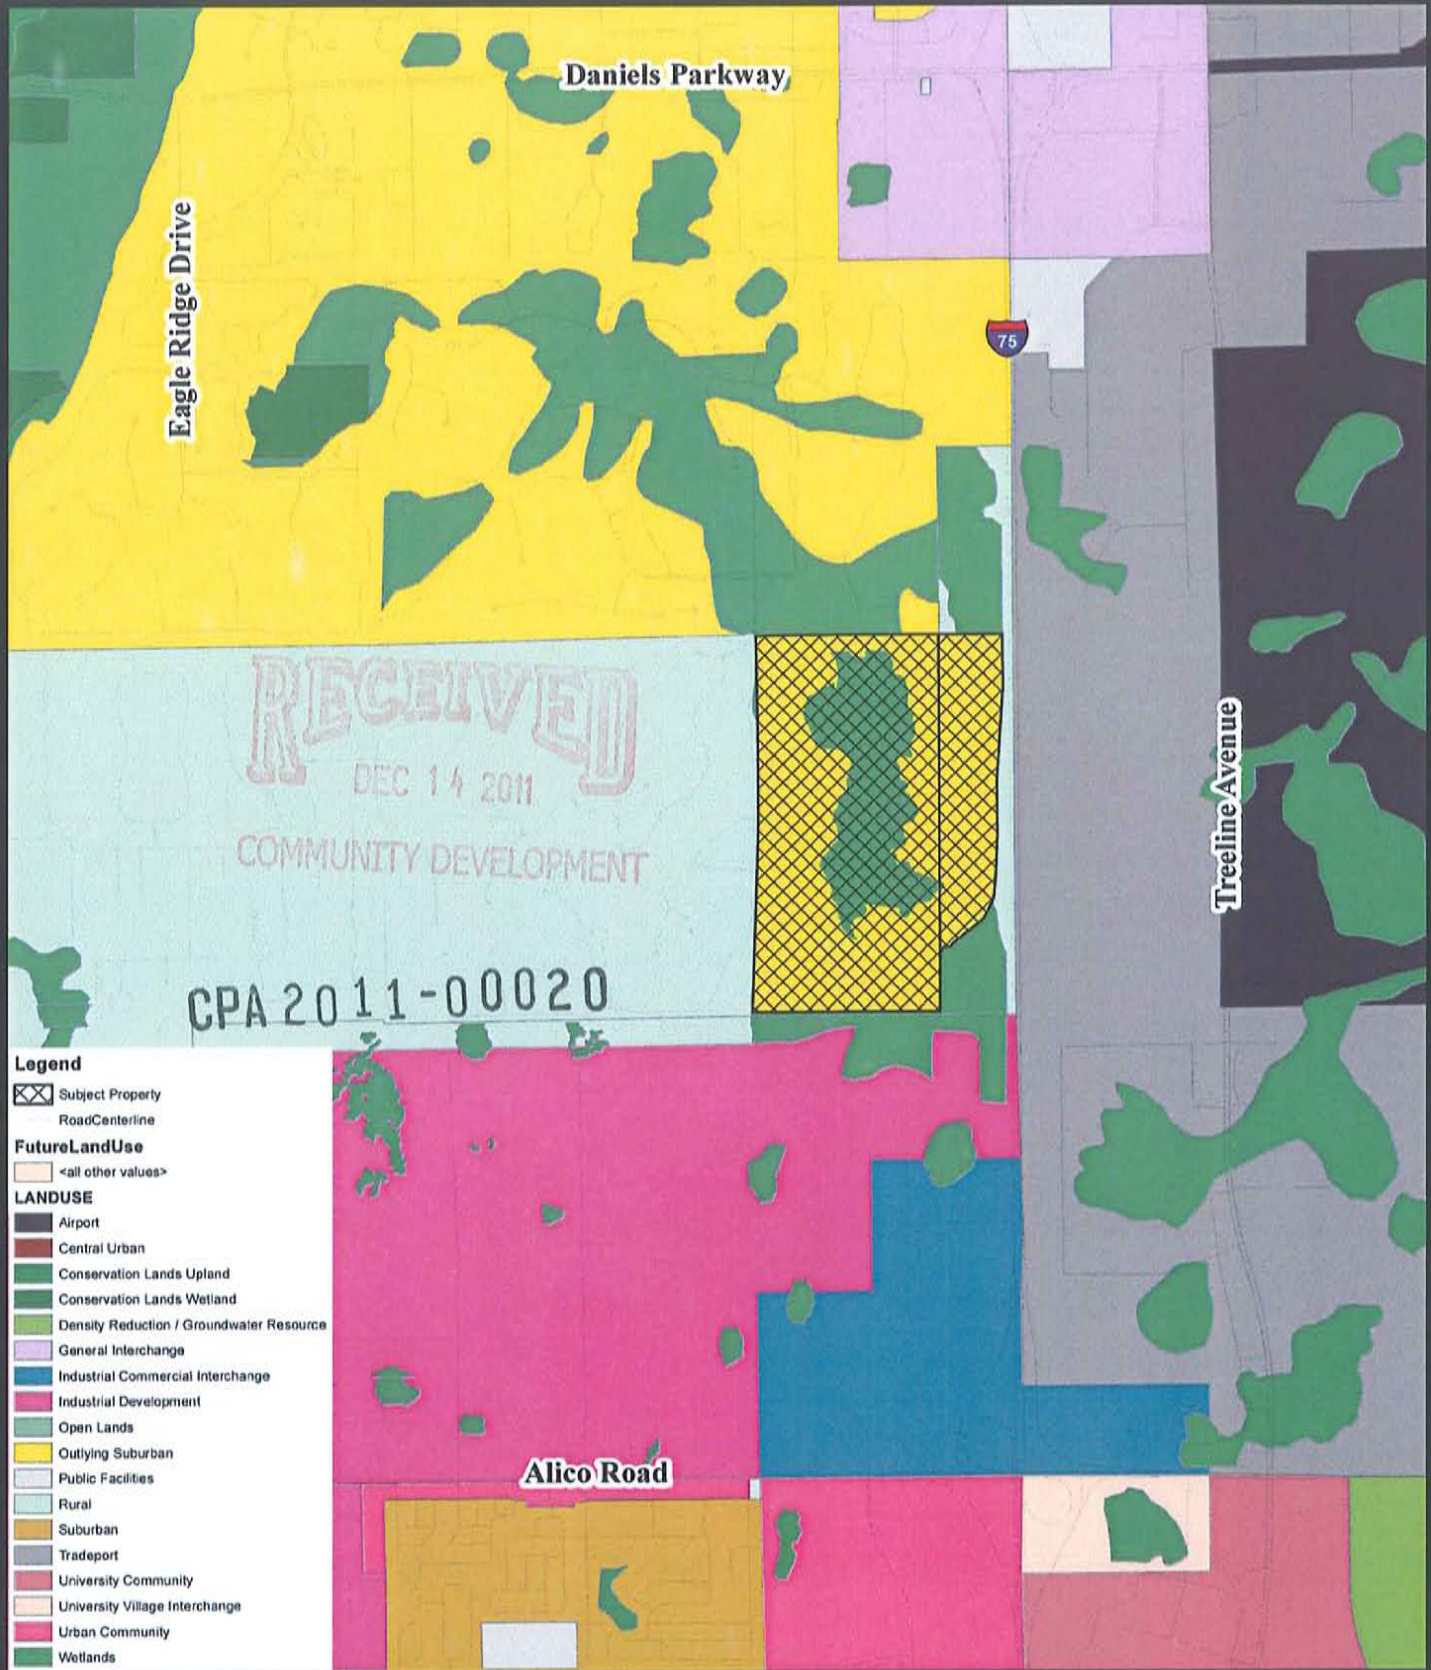 Daniels Parkway
Eagle Ridge Drive
75
Treeline Avenue
RECEIVED
DEC 14 2011
COMMUNITY DEVELOPMENT
CPA 2011-00020
Legend
Subject Property
RoadCenterline
FutureLandUse
<all other values>
LANDUSE
Airport
Central Urban
Conservation Lands Upland
Conservation Lands Wetland
Density Reduction / Groundwater Resource
General Interchange
Industrial Commercial Interchange
Industrial Development
Open Lands
Outlying Suburban
Public Facilities
Rural
Suburban
Tradeport
University Community
University Village Interchange
Urban Community
Wetlands
Alico Road